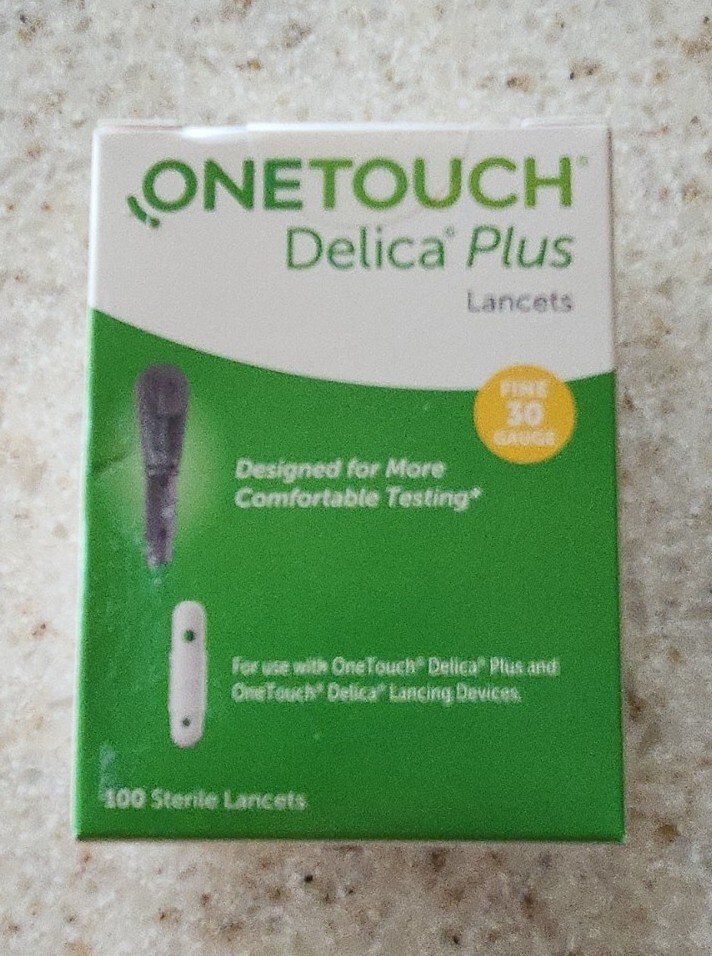 ONETOUCH®
Delica® Plus
Lancets
FINE
30
GAUGE
Designed for More
Comfortable Testing*
For use with OneTouch® Delica® Plus and
OneTouch® Delica® Lancing Devices.
100 Sterile Lancets